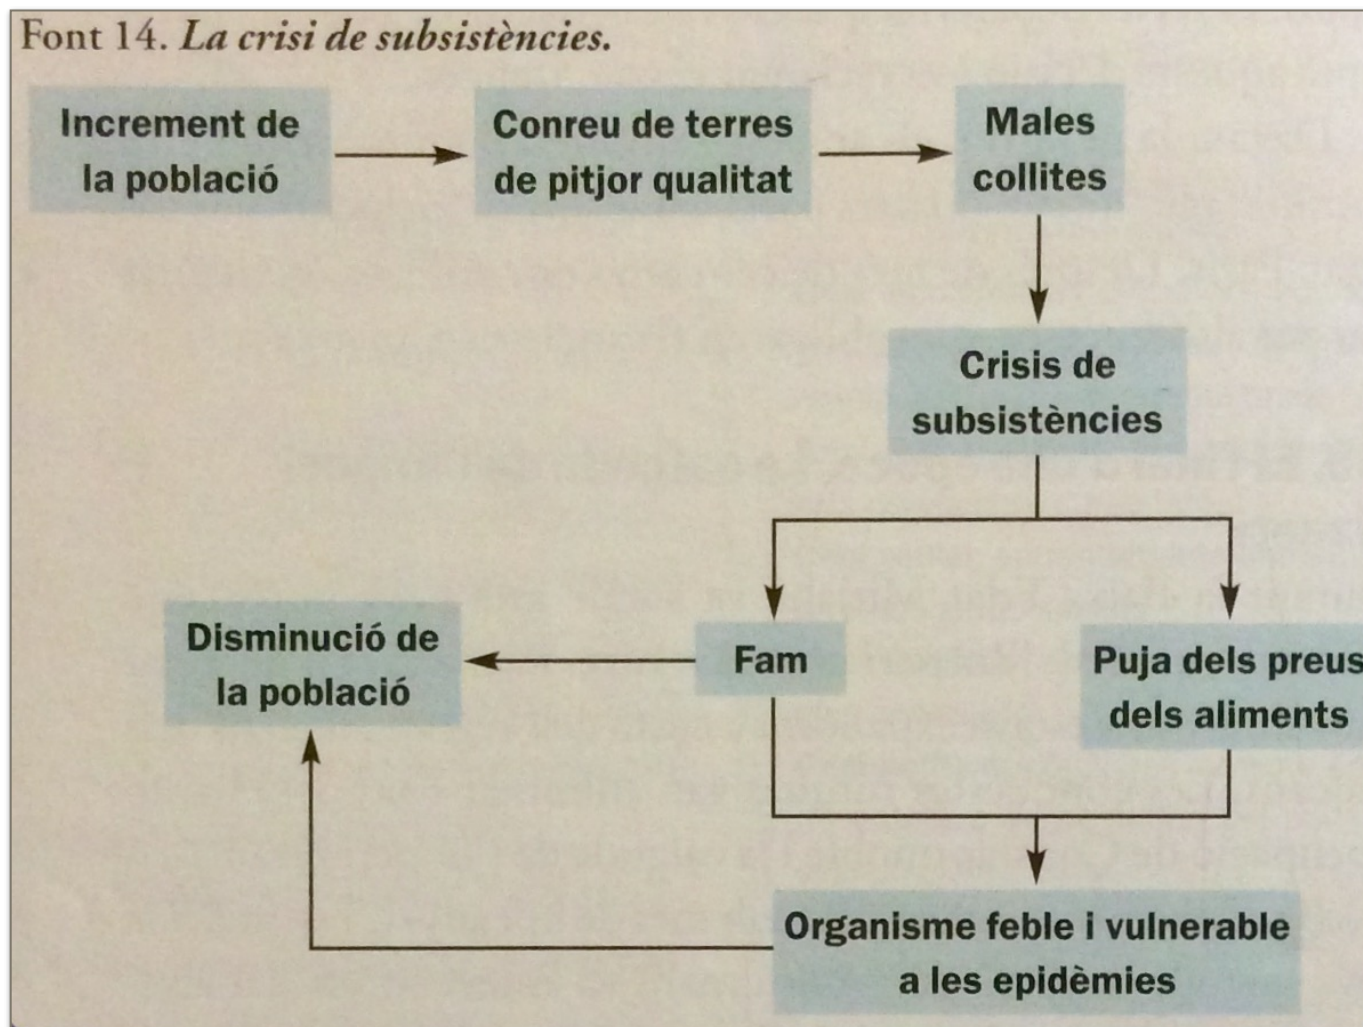 Font 14. La crisi de subsistències.
Increment de
la població
Conreu de terres
de pitjor qualitat
Males
collites
Crisis de
subsistències
Disminució de
la població
Fam
Puja dels preus
dels aliments
Organisme feble i vulnerable
a les epidèmies